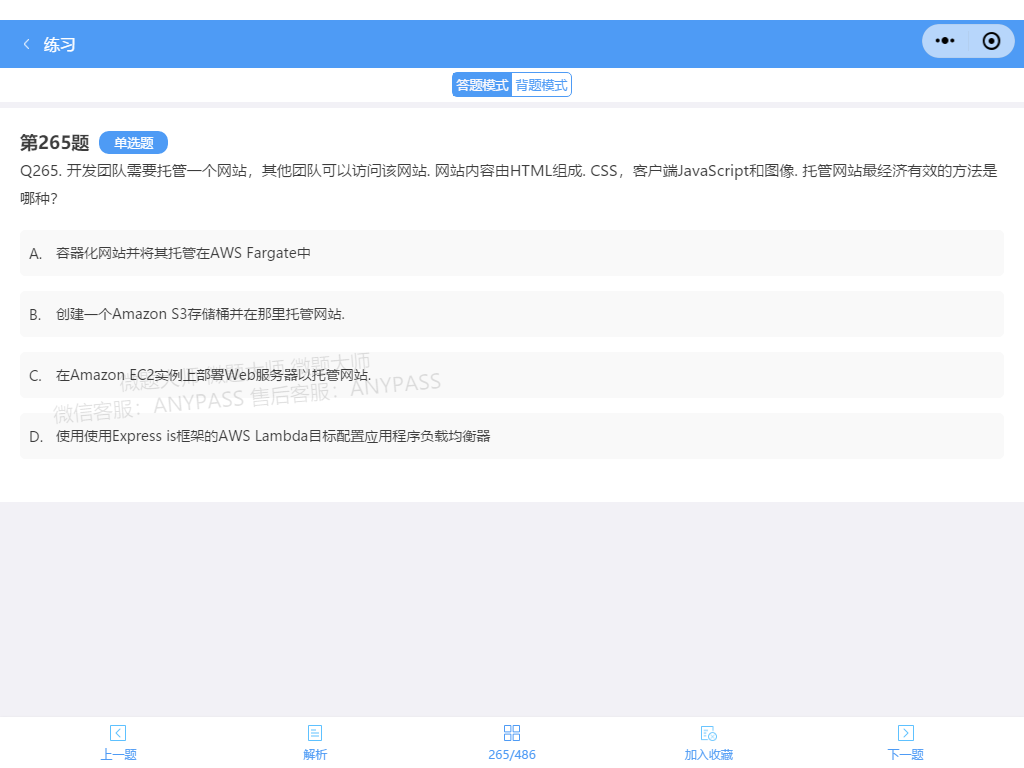 练习
答题模式 背题模式
第265题 单选题
Q265. 开发团队需要托管一个网站，其他团队可以访问该网站. 网站内容由HTML组成. CSS，客户端JavaScript和图像. 托管网站最经济有效的方法是
哪种？
A. 容器化网站并将其托管在AWS Fargate中
B. 创建一个Amazon S3存储桶并在那里托管网站.
C. 在Amazon EC2实例上部署Web服务器以托管网站.
微题大师 微题大师 微题大师
微信客服：ANYPASS 售后客服：ANYPASS
D. 使用使用Express is框架的AWS Lambda目标配置应用程序负载均衡器
上一题 解析 265/486 加入收藏 下一题